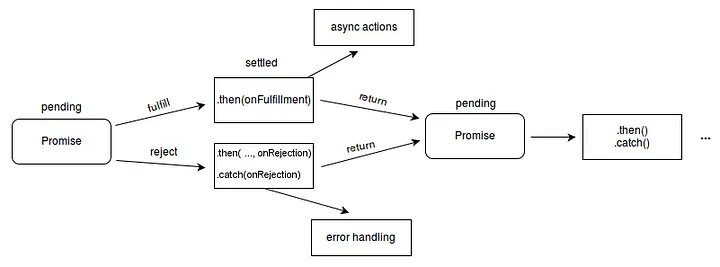 async actions
settled
pending
fulfill
.then(onFulfillment)
return
Promise
reject
.then( ..., onRejection)
.catch(onRejection)
return
pending
Promise
.then()
.catch()
...
error handling